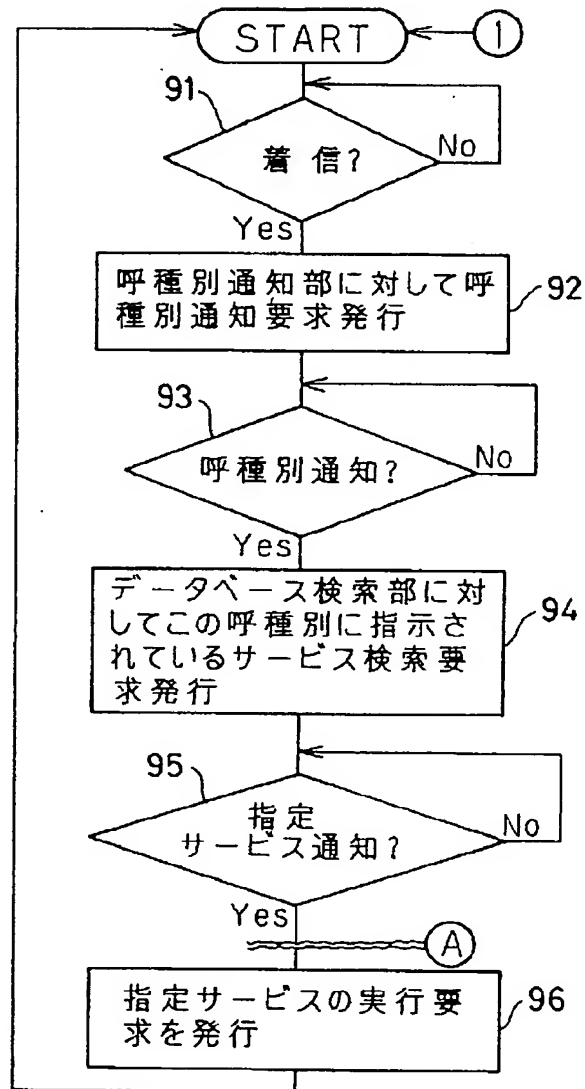 START
1
91
着信?
No
Yes
呼種別通知部に対して呼
種別通知要求発行
92
93
呼種別通知?
No
Yes
データベース検索部に対
してこの呼種別に指示さ
れているサービス検索要
求発行
94
95
指定
サービス通知?
No
Yes
A
指定サービスの実行要
求を発行
96